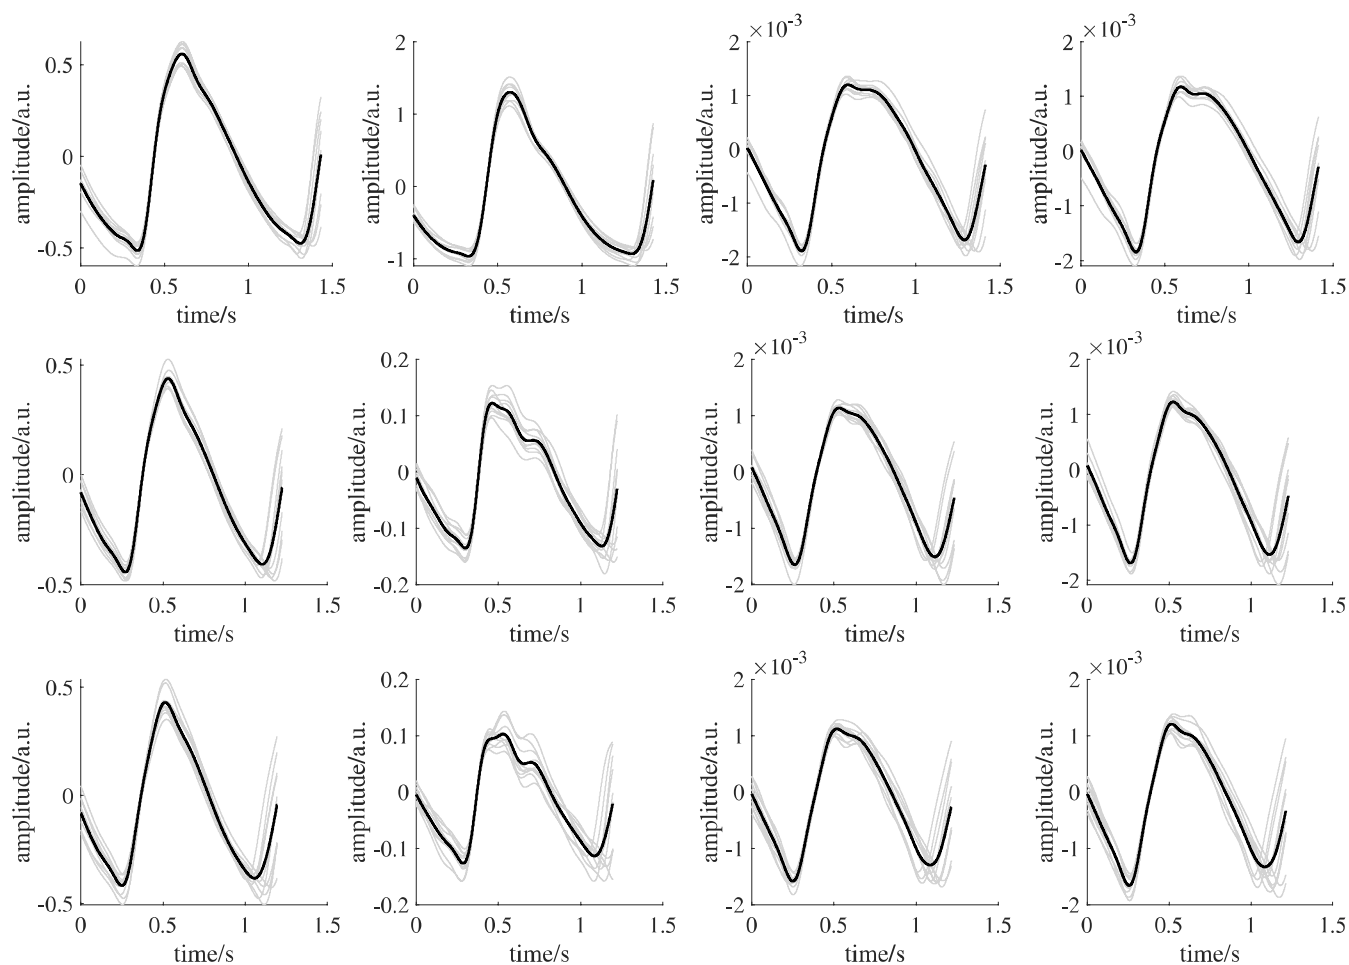 ×10⁻³ ×10⁻³
0.5 2 2 2
1 1 1
0 0 0 0
-1 -1
-0.5 -1 -2 -2
amplitude/a.u. amplitude/a.u. amplitude/a.u. amplitude/a.u.
0 0.5 1 1.5 0 0.5 1 1.5 0 0.5 1 1.5 0 0.5 1 1.5
time/s time/s time/s time/s
×10⁻³ ×10⁻³
0.5 0.2 2 2
0.1 1 1
0 0 0 0
-0.1 -1 -1
-0.5 -0.2 -2 -2
amplitude/a.u. amplitude/a.u. amplitude/a.u. amplitude/a.u.
0 0.5 1 1.5 0 0.5 1 1.5 0 0.5 1 1.5 0 0.5 1 1.5
time/s time/s time/s time/s
×10⁻³ ×10⁻³
0.5 0.2 2 2
0.1 1 1
0 0 0 0
-0.1 -1 -1
-0.5 -0.2 -2 -2
amplitude/a.u. amplitude/a.u. amplitude/a.u. amplitude/a.u.
0 0.5 1 1.5 0 0.5 1 1.5 0 0.5 1 1.5 0 0.5 1 1.5
time/s time/s time/s time/s